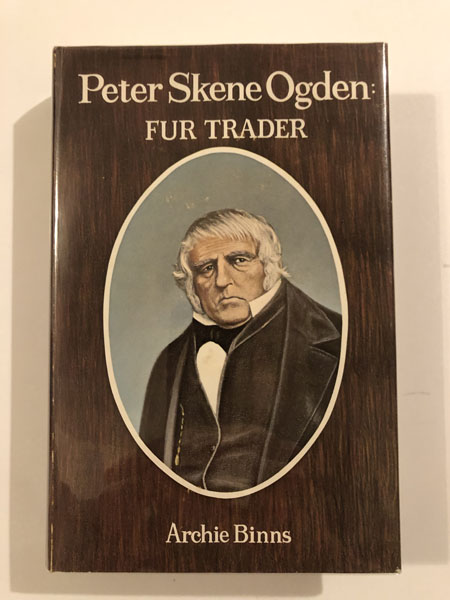 Peter Skene Ogden:
FUR TRADER
Archie Binns